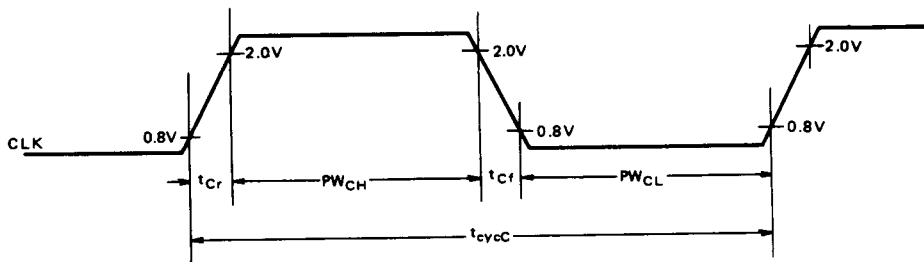 2.0V 2.0V 2.0V
0.8V 0.8V 0.8V
CLK
tCr PWCH tCf PWCL
tcycC